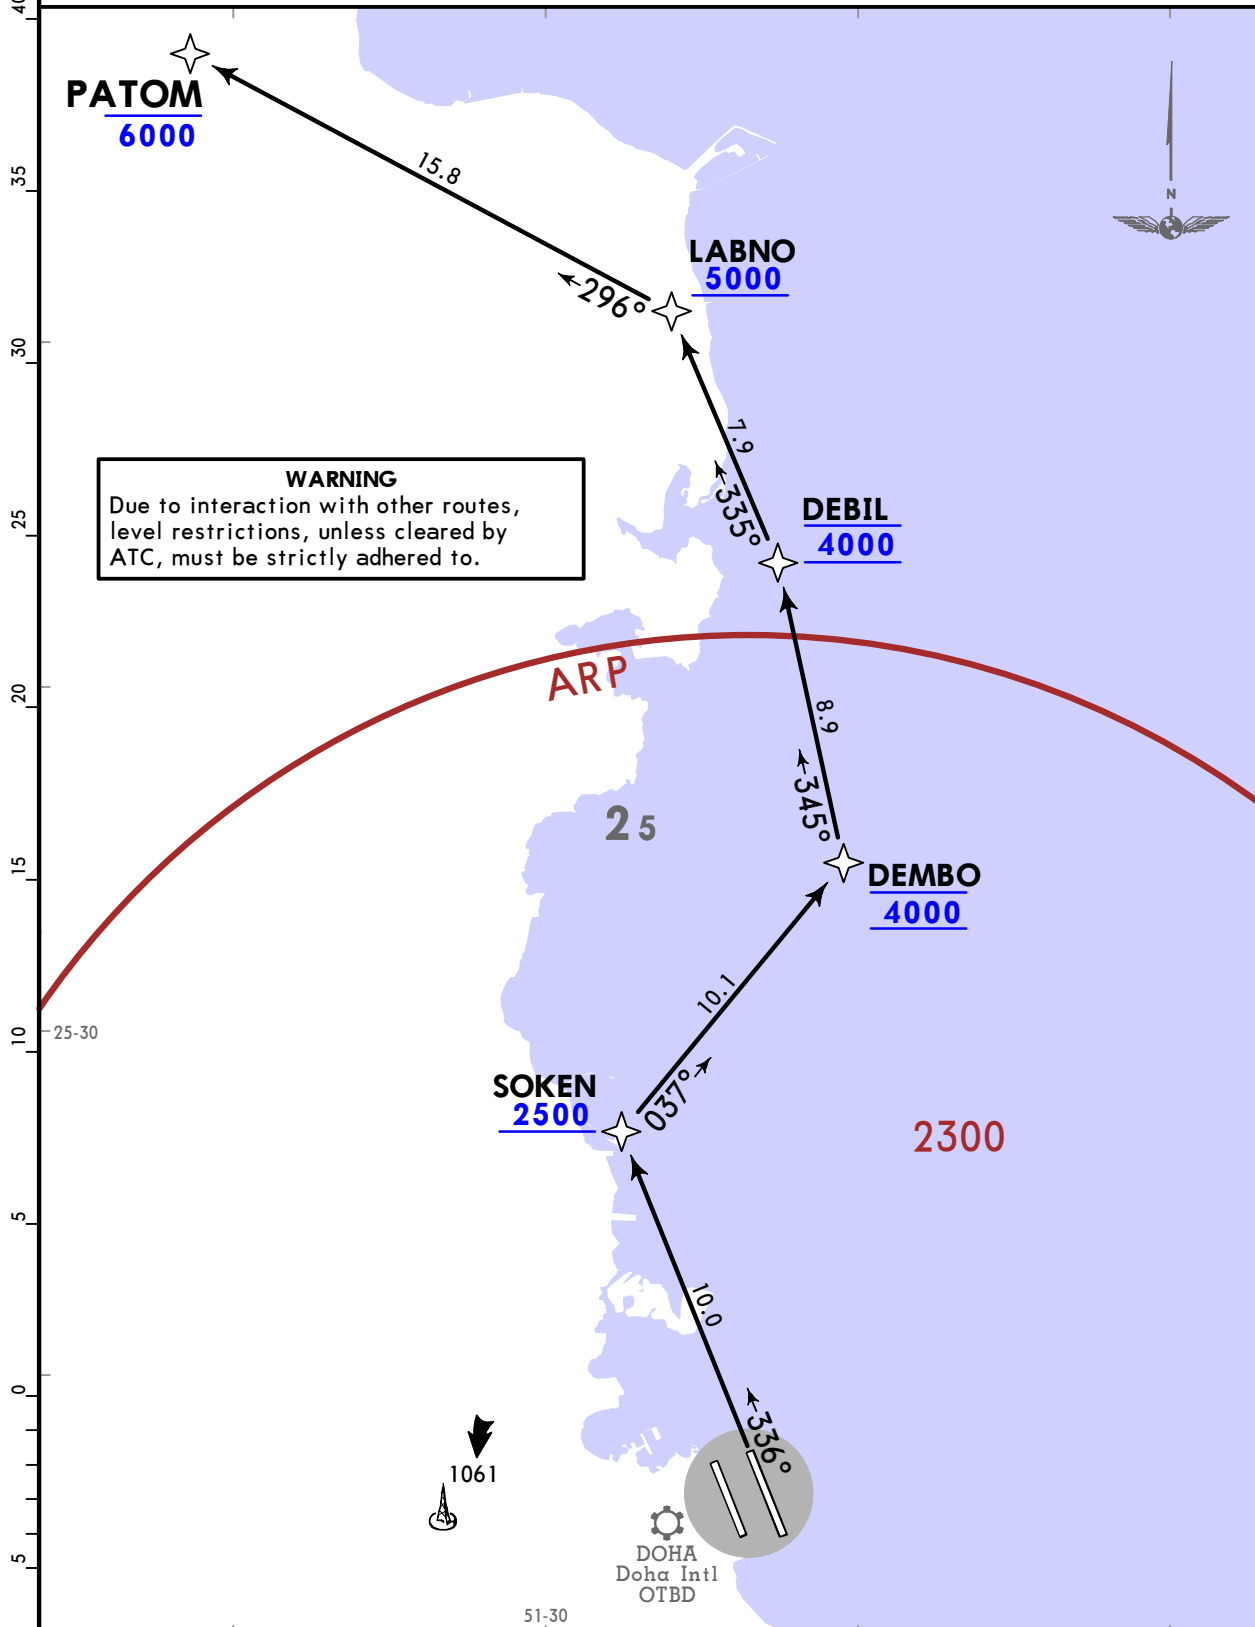 40
PATOM
6000
15.8
35
N
LABNO
5000
296°
30
7.9
WARNING
Due to interaction with other routes,
level restrictions, unless cleared by
ATC, must be strictly adhered to.
335°
DEBIL
4000
25
ARP
20
8.9
345°
25
15
DEMBO
4000
10.1
10
25-30
037°
SOKEN
2500
2300
5
10.0
0
336°
1061
5
DOHA
Doha Intl
OTBD
51-30